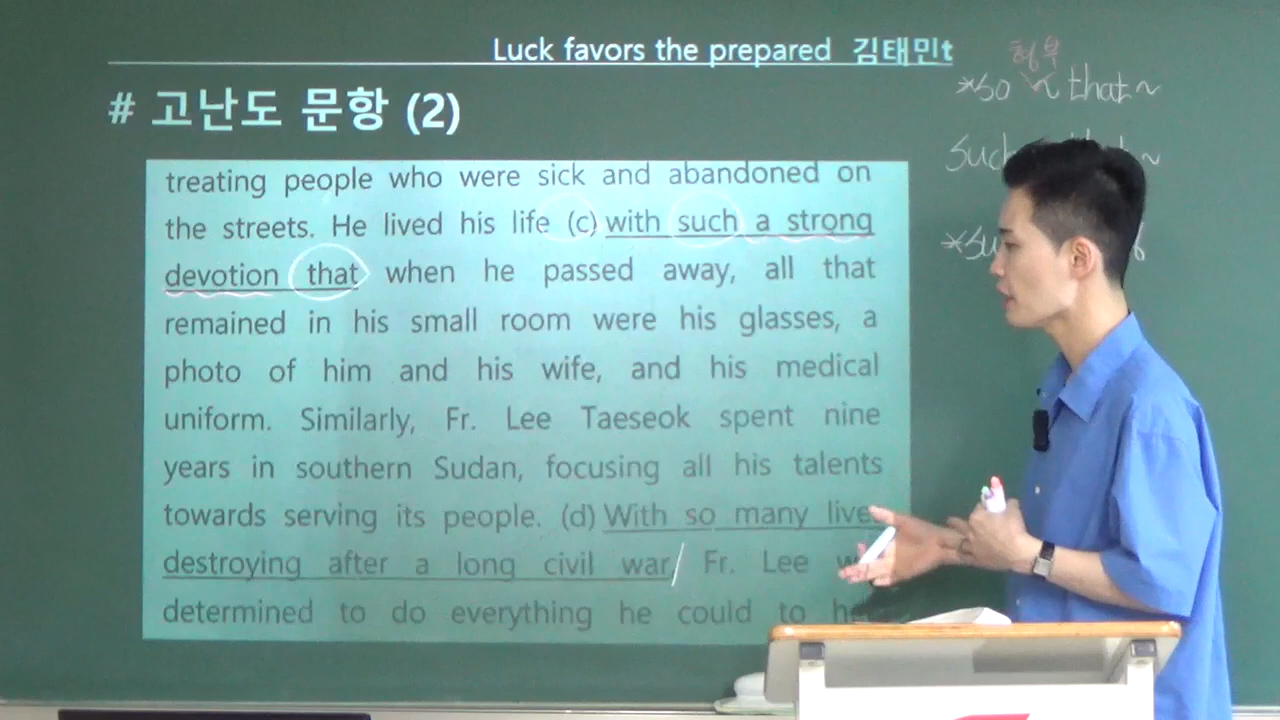 Luck favors the prepared 김태민t
# 고난도 문항 (2)
형부
*so that~
such
treating people who were sick and abandoned on
the streets. He lived his life (c) with such a strong
devotion that when he passed away, all that
remained in his small room were his glasses, a
photo of him and his wife, and his medical
uniform. Similarly, Fr. Lee Taeseok spent nine
years in southern Sudan, focusing all his talents
towards serving its people. (d) With so many
destroying after a long civil war, Fr. Lee
determined to do everything he could to